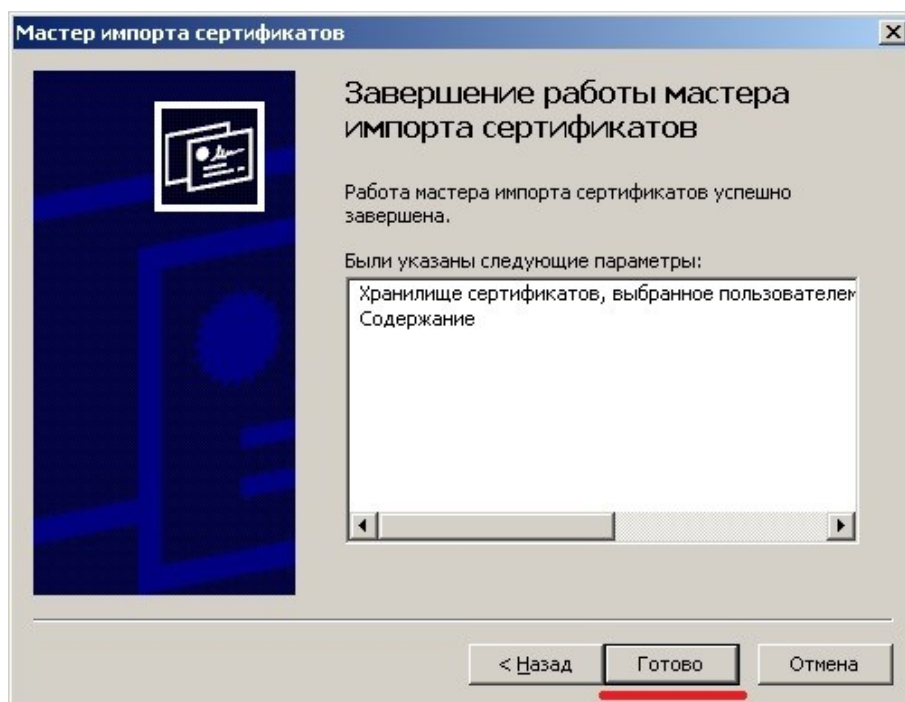 Мастер импорта сертификатов
Завершение работы мастера
импорта сертификатов
Работа мастера импорта сертификатов успешно
завершена.
Были указаны следующие параметры:
Хранилище сертификатов, выбранное пользователем
Содержание
< Назад Готово Отмена